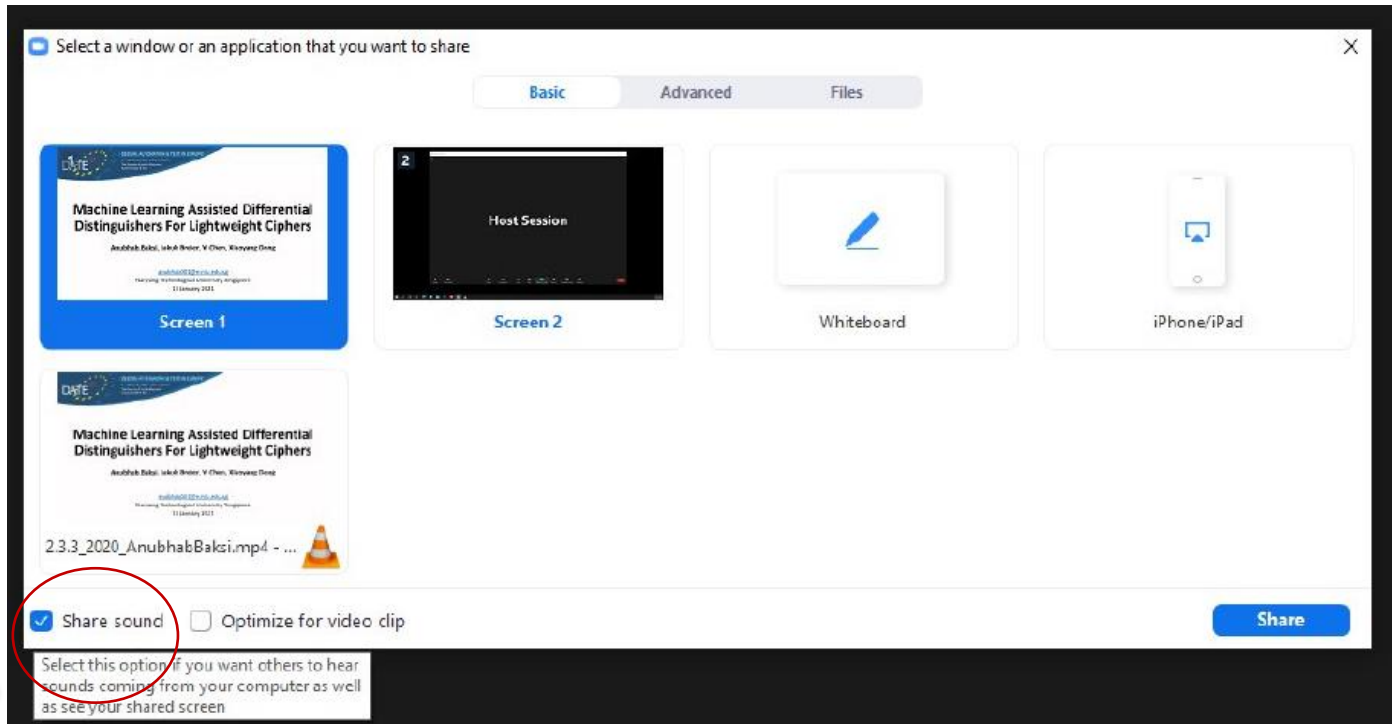 Select a window or an application that you want to share
Basic Advanced Files
DATE
Machine Learning Assisted Differential
Distinguishers For Lightweight Ciphers
Screen 1
2
Host Session
Screen 2
Whiteboard
iPhone/iPad
DATE
Machine Learning Assisted Differential
Distinguishers For Lightweight Ciphers
2.3.3_2020_AnubhabBaksi.mp4 - ...
Share sound Optimize for video clip
Share
Select this option if you want others to hear
sounds coming from your computer as well
as see your shared screen